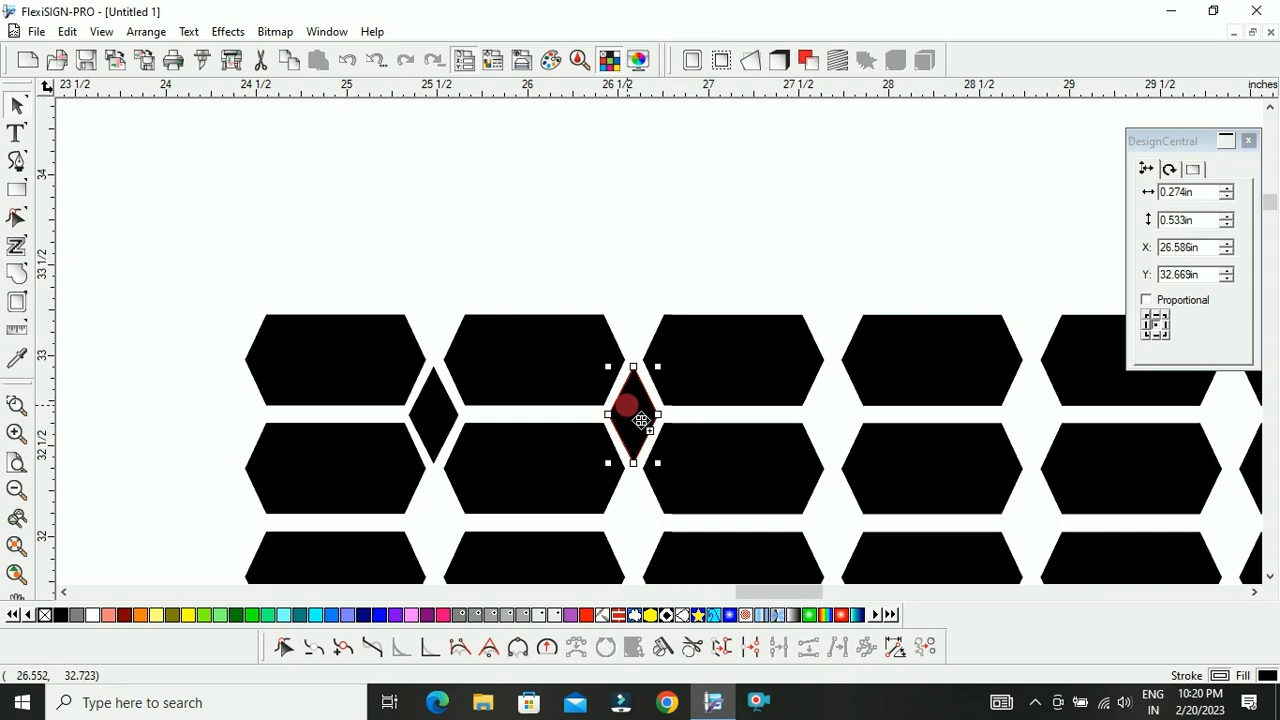 FlexiSIGN-PRO - [Untitled 1]
File Edit View Arrange Text Effects Bitmap Window Help
23 1/2 24 24 1/2 25 25 1/2 26 26 1/2 27 27 1/2 28 28 1/2 29 29 1/2 inches
34
33 1/2
33
32 1/2
32
DesignCentral
0.274in
0.533in
X: 26.586in
Y: 32.669in
Proportional
( 26.552, 32.723)
Stroke Fill
Type here to search
ENG
IN
10:20 PM
2/20/2023